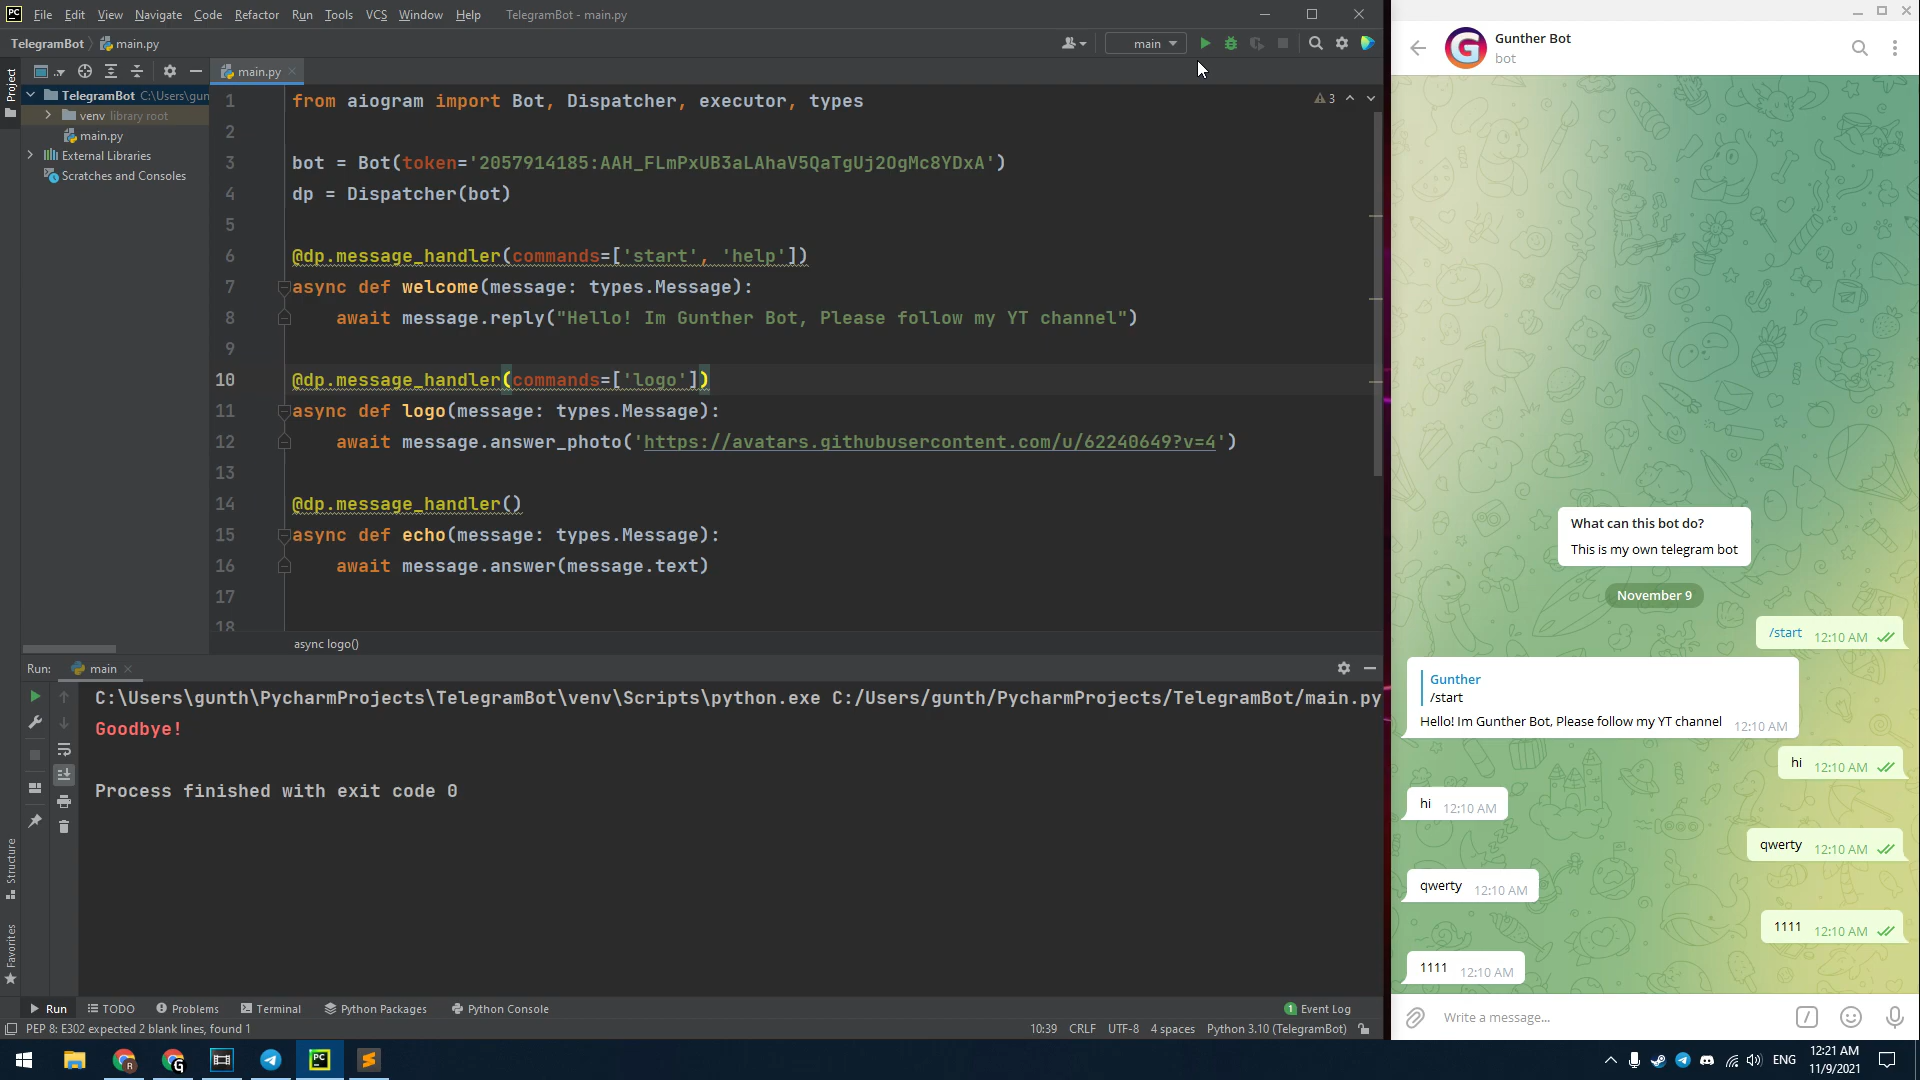 PC File Edit View Navigate Code Refactor Run Tools VCS Window Help TelegramBot - main.py
TelegramBot main.py
main
Project
main.py
TelegramBot C:\Users\gun
venv library root
main.py
External Libraries
Scratches and Consoles
3
1 from aiogram import Bot, Dispatcher, executor, types
2
3 bot = Bot(token='2057914185:AAH_FLmPxUB3aLAhaV5QaTgUj2OgMc8YDxA')
4 dp = Dispatcher(bot)
5
6 @dp.message_handler(commands=['start', 'help'])
7 async def welcome(message: types.Message):
8 await message.reply("Hello! Im Gunther Bot, Please follow my YT channel")
9
10 @dp.message_handler(commands=['logo'])
11 async def logo(message: types.Message):
12 await message.answer_photo('https://avatars.githubusercontent.com/u/62240649?v=4')
13
14 @dp.message_handler()
15 async def echo(message: types.Message):
16 await message.answer(message.text)
17
18
async logo()
Run: main
C:\Users\gunth\PycharmProjects\TelegramBot\venv\Scripts\python.exe C:/Users/gunth/PycharmProjects/TelegramBot/main.py
Goodbye!
Process finished with exit code 0
Structure
Favorites
Run TODO Problems Terminal Python Packages Python Console 1 Event Log
PEP 8: E302 expected 2 blank lines, found 1 10:39 CRLF UTF-8 4 spaces Python 3.10 (TelegramBot)
G
Gunther Bot
bot
What can this bot do?
This is my own telegram bot
November 9
/start 12:10 AM
Gunther
/start
Hello! Im Gunther Bot, Please follow my YT channel 12:10 AM
hi 12:10 AM
hi 12:10 AM
qwerty 12:10 AM
qwerty 12:10 AM
1111 12:10 AM
1111 12:10 AM
Write a message...
R G PC
ENG
12:21 AM
11/9/2021